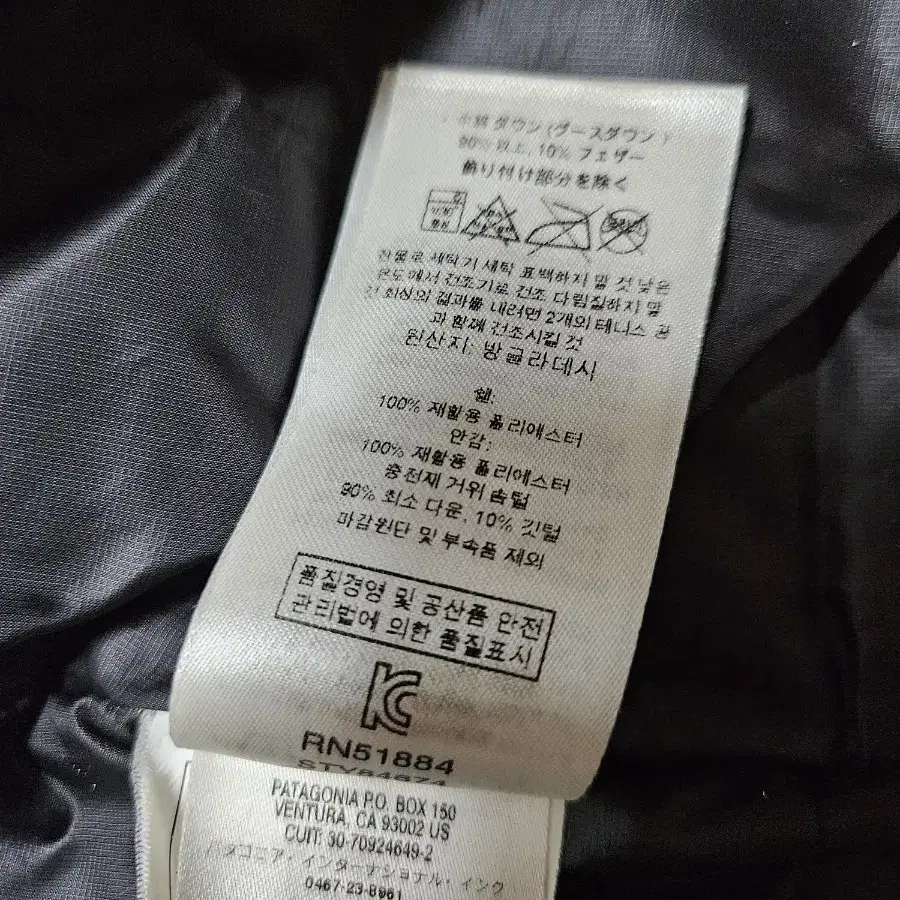 ダウン (グースダウン)
90% 以上, 10% フェザー
飾り付け部分を除く
찬물로 세탁기 세탁 표백하지 말 것 낮은
온도에서 건조기로 건조 다림질하지 말
것 최상의 결과를 내려면 2개의 테니스 공
과 함께 건조시킬 것
원산지: 방글라데시
쉘:
100% 재활용 폴리에스터
안감:
100% 재활용 폴리에스터
충전재 거위 솜털
90% 최소 다운, 10% 깃털
마감원단 및 부속품 제외
품질경영 및 공산품 안전
관리법에 의한 품질표시
KC
RN51884
PATAGONIA P.O. BOX 150
VENTURA, CA 93002 US
CUIT: 30-70924649-2
パタゴニア・インターナショナル・インク
0467-23-8961